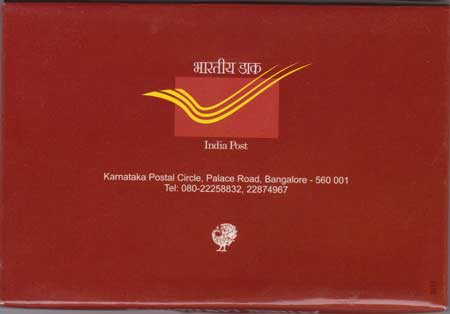 भारतीय डाक
India Post
Karnataka Postal Circle, Palace Road, Bangalore - 560 001
Tel: 080-22258832, 22874967